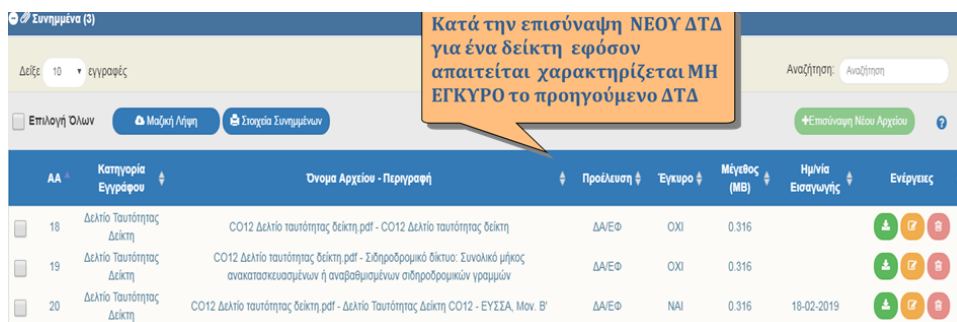 Συνημμένα (3)
Κατά την επισύναψη ΝΕΟΥ ΔΤΔ
για ένα δείκτη εφόσον
απαιτείται χαρακτηρίζεται ΜΗ
ΕΓΚΥΡΟ το προηγούμενο ΔΤΔ
Δείξε 10 εγγραφές
Αναζήτηση: Αναζήτηση
Επιλογή Όλων Μαζική Λήψη Στοιχεία Συνημμένων +Επισύναψη Νέου Αρχείου ?
ΑΑ Κατηγορία Εγγράφου Όνομα Αρχείου - Περιγραφή Προέλευση Έγκυρο Μέγεθος (MB) Ημ/νία Εισαγωγής Ενέργειες
18 Δελτίο Ταυτότητας Δείκτη CO12 Δελτίο ταυτότητας δείκτη.pdf - CO12 Δελτίο ταυτότητας δείκτη ΔΑ/ΕΦ ΟΧΙ 0.316
19 Δελτίο Ταυτότητας Δείκτη CO12 Δελτίο ταυτότητας δείκτη.pdf - Σιδηροδρομικό δίκτυο: Συνολικό μήκος
ανακατασκευασμένων ή αναβαθμισμένων σιδηροδρομικών γραμμών ΔΑ/ΕΦ ΟΧΙ 0.316
20 Δελτίο Ταυτότητας Δείκτη CO12 Δελτίο ταυτότητας δείκτη.pdf - Δελτίο Ταυτότητας Δείκτη CO12 - ΕΥΣΣΑ, Μον. Β' ΔΑ/ΕΦ ΝΑΙ 0.316 18-02-2019